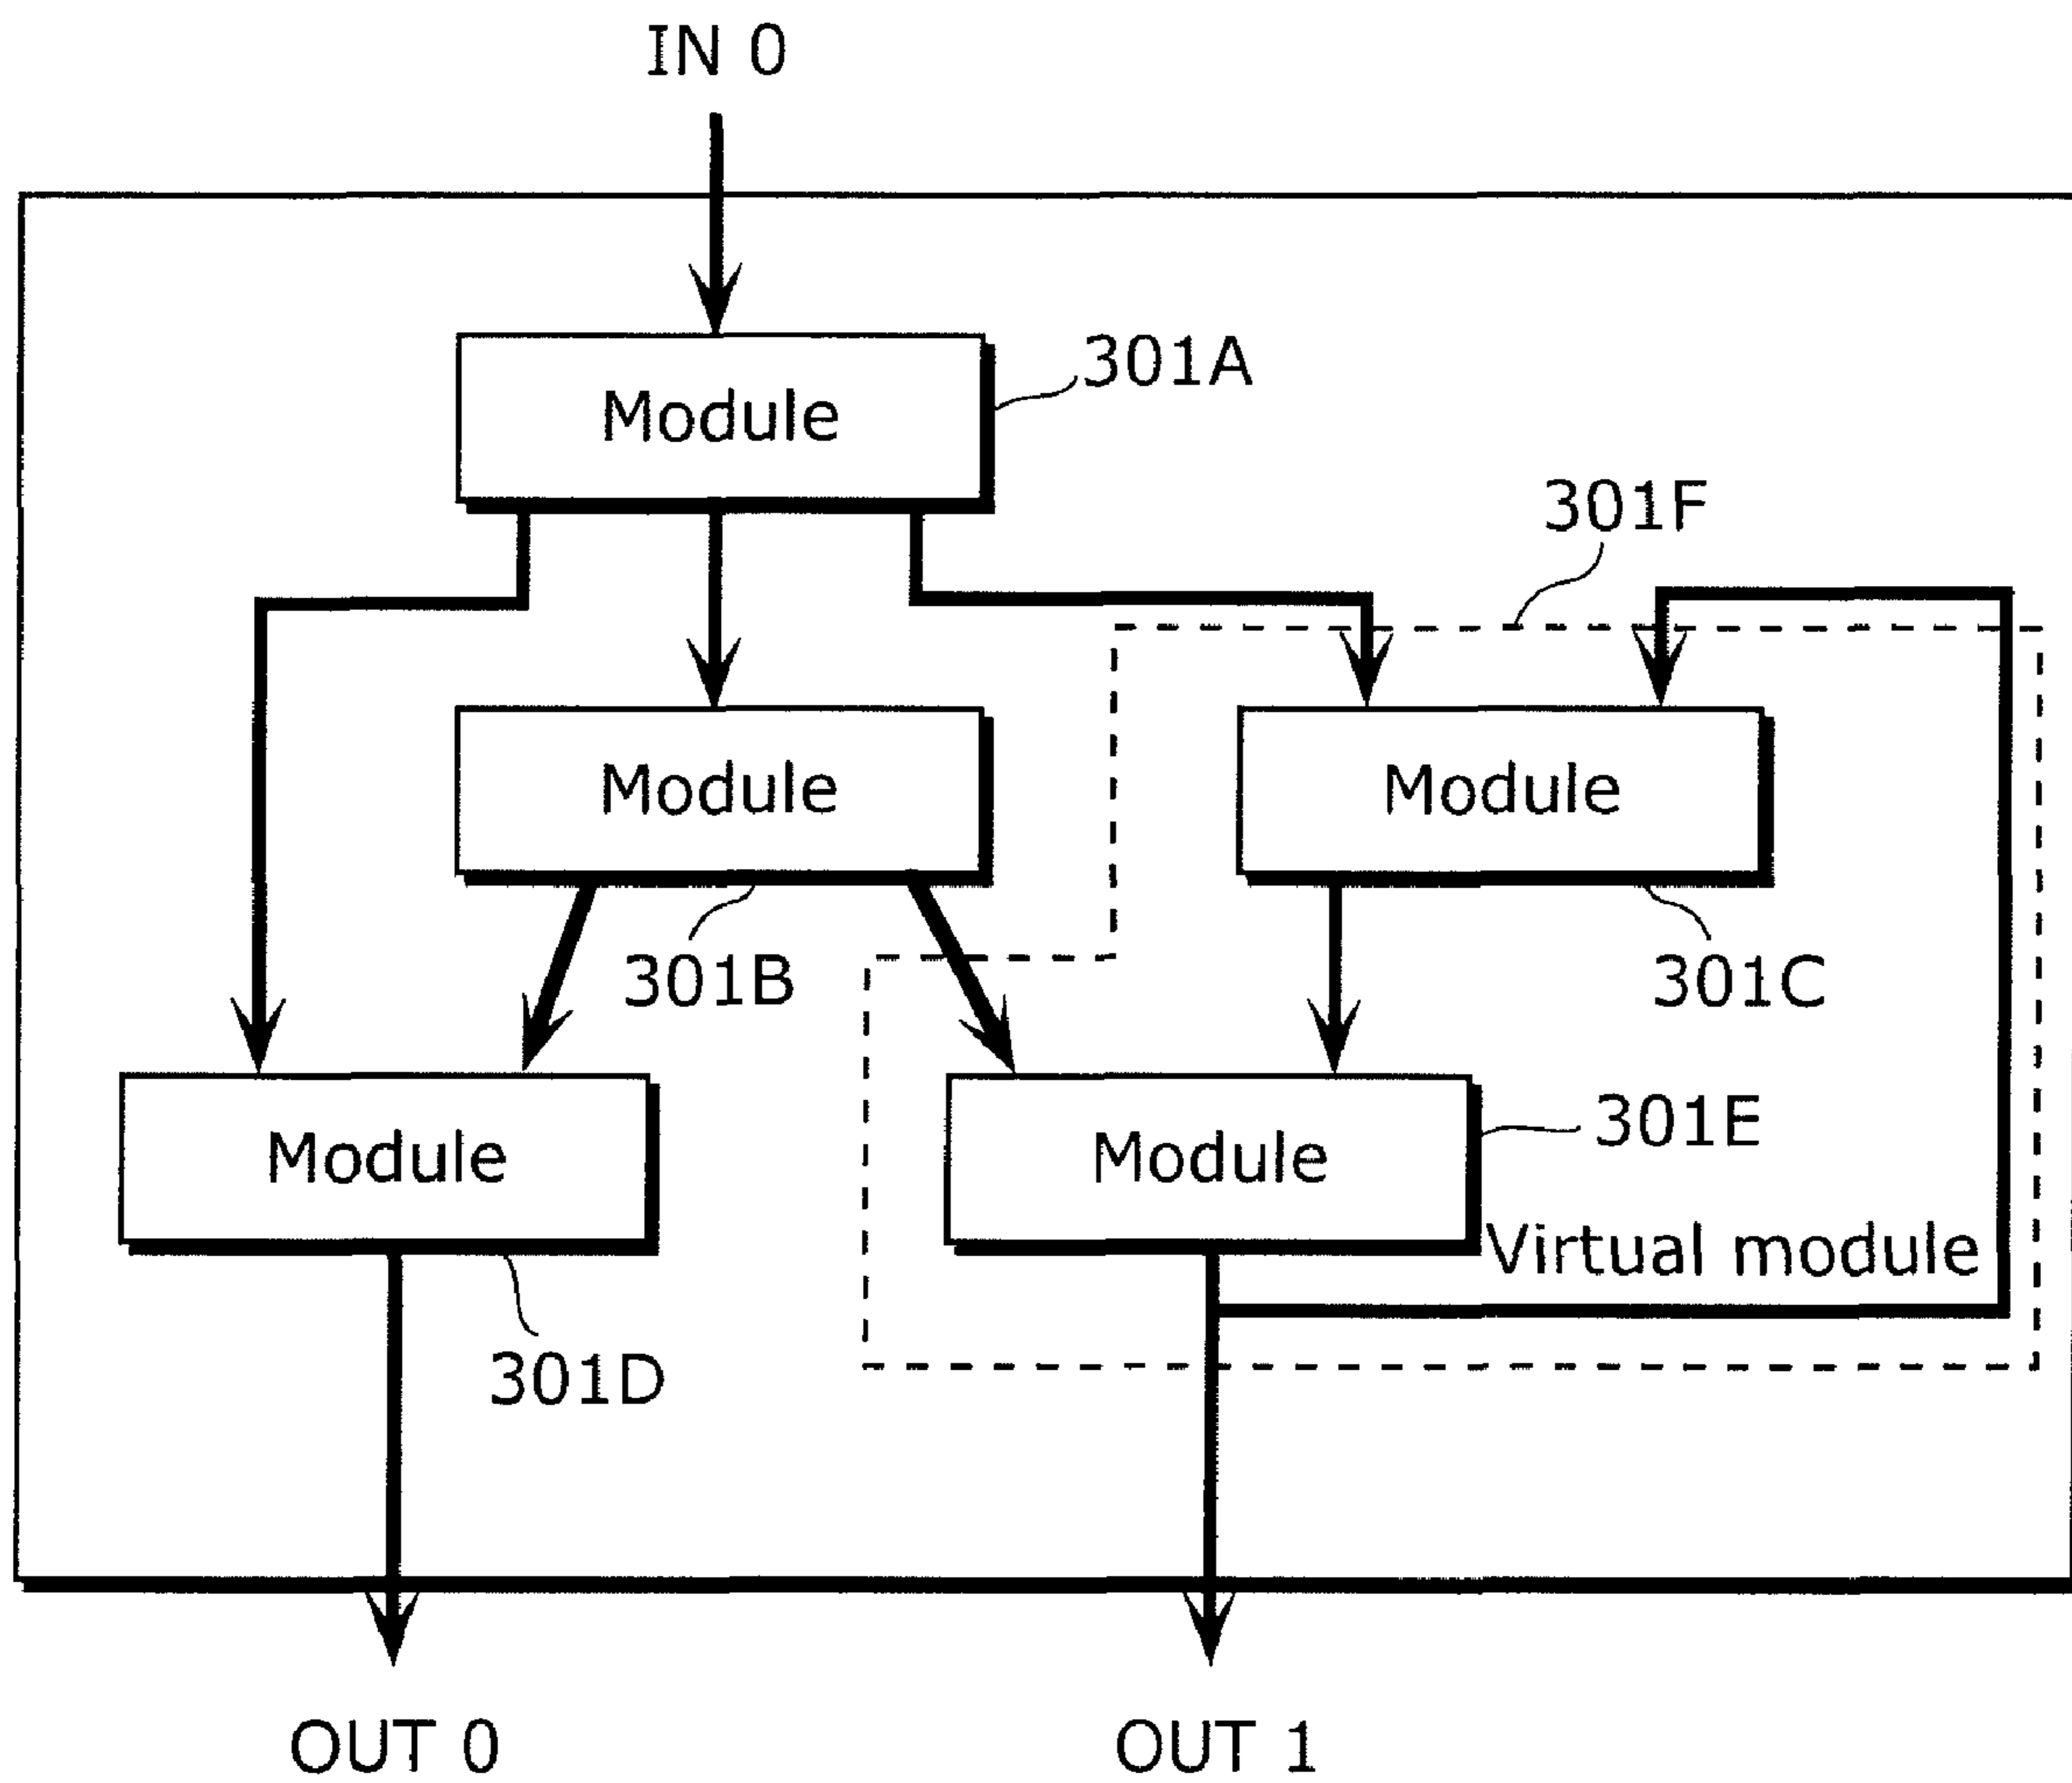 IN 0
Module
301A
301F
Module
Module
301B
301C
Module
Module
301E
Virtual module
301D
OUT 0
OUT 1